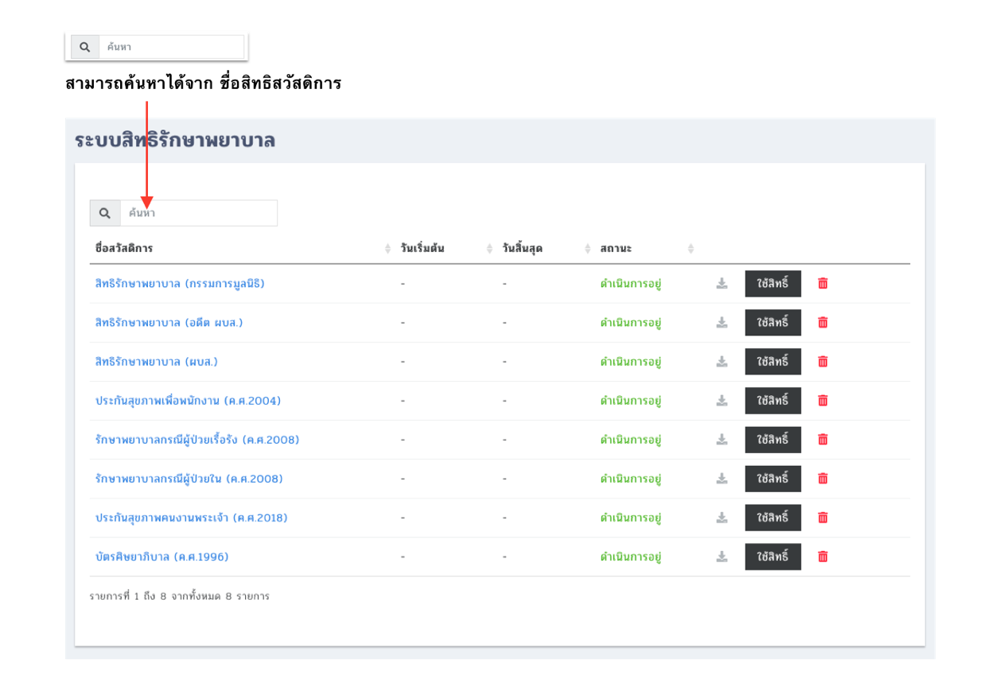 ค้นหา
สามารถค้นหาได้จาก ชื่อสิทธิสวัสดิการ
ระบบสิทธิรักษาพยาบาล
ค้นหา
ชื่อสวัสดิการ วันเริ่มต้น วันสิ้นสุด สถานะ
สิทธิรักษาพยาบาล (กรรมการมูลนิธิ) - - ดำเนินการอยู่ ใช้สิทธิ์
สิทธิรักษาพยาบาล (อดีต ผบส.) - - ดำเนินการอยู่ ใช้สิทธิ์
สิทธิรักษาพยาบาล (ผบส.) - - ดำเนินการอยู่ ใช้สิทธิ์
ประกันสุขภาพเพื่อพนักงาน (ค.ศ.2004) - - ดำเนินการอยู่ ใช้สิทธิ์
รักษาพยาบาลกรณีผู้ป่วยเรื้อรัง (ค.ศ.2008) - - ดำเนินการอยู่ ใช้สิทธิ์
รักษาพยาบาลกรณีผู้ป่วยใน (ค.ศ.2008) - - ดำเนินการอยู่ ใช้สิทธิ์
ประกันสุขภาพคนงานพระเจ้า (ค.ศ.2018) - - ดำเนินการอยู่ ใช้สิทธิ์
บัตรศิษยาภิบาล (ค.ศ.1996) - - ดำเนินการอยู่ ใช้สิทธิ์
รายการที่ 1 ถึง 8 จากทั้งหมด 8 รายการ